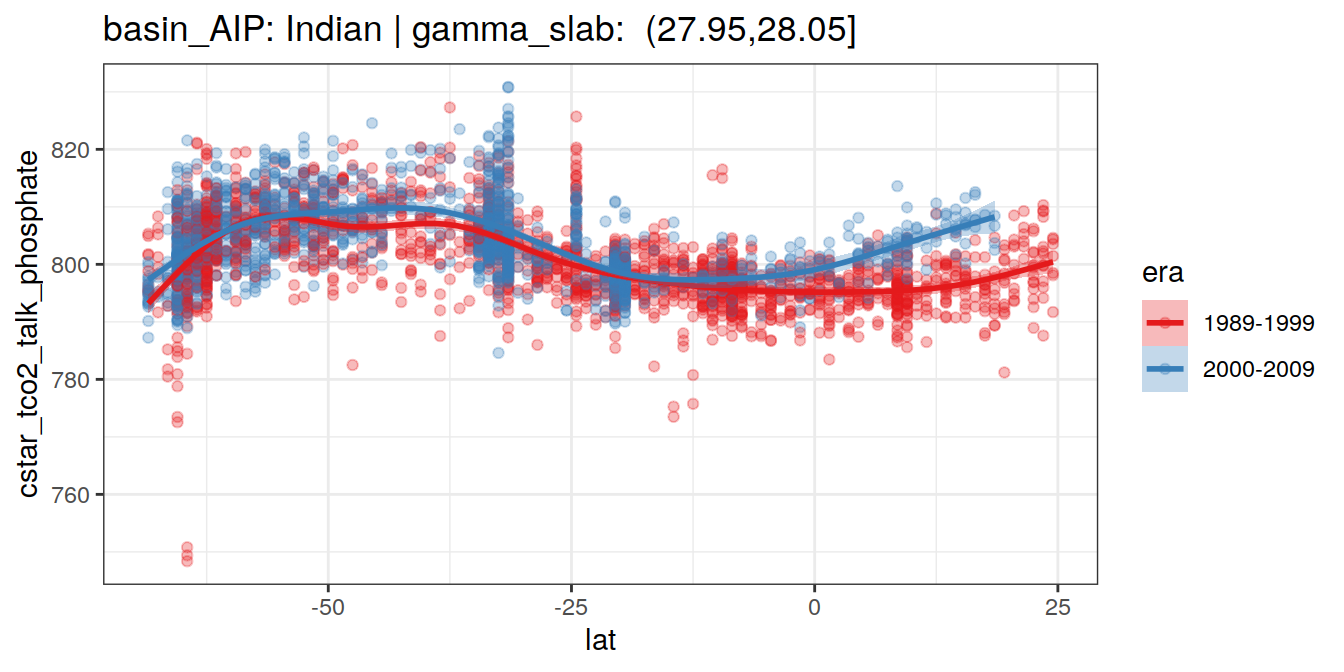 basin_AIP: Indian | gamma_slab:  (27.95,28.05]
cstar_tco2_talk_phosphate
820
800
780
760
-50
-25
0
25
lat
era
1989-1999
2000-2009